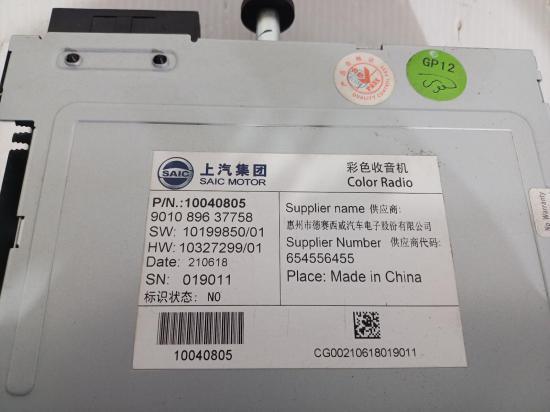 GP12
SAIC 上汽集团
SAIC MOTOR
彩色收音机
Color Radio
P/N.:10040805
9010 896 37758
SW: 10199850/01
HW: 10327299/01
Date: 210618
SN: 019011
标识状态: NO
Supplier name 供应商:
惠州市德赛西威汽车电子股份有限公司
Supplier Number 供应商代码:
654556455
Place: Made in China
10040805
CG00210618019011
No Warranty